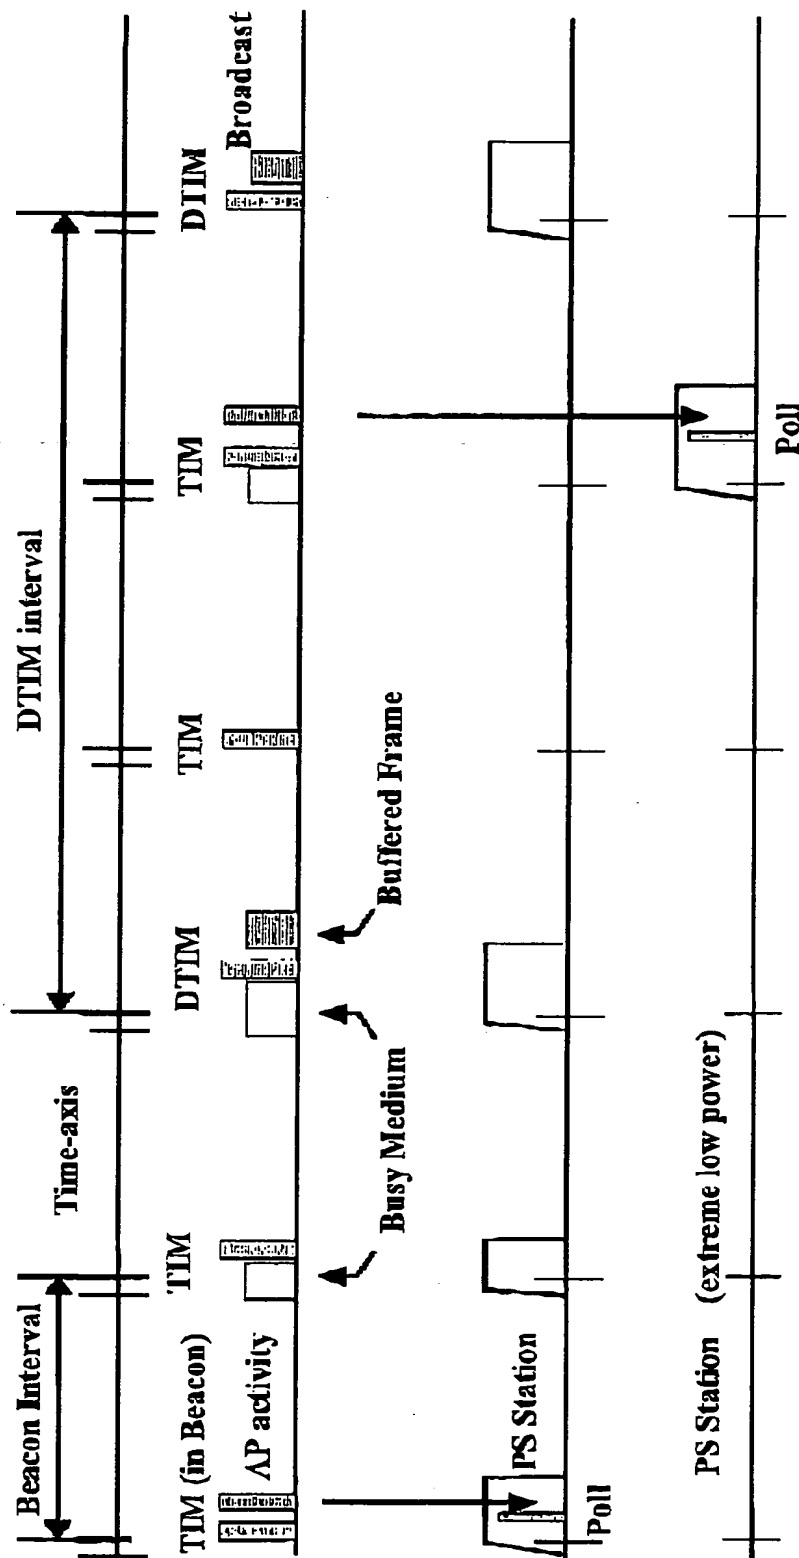 Beacon Interval
Time-axis
DTIM interval
TIM (in Beacon)
TIM
DTIM
TIM
TIM
DTIM
AP activity
Broadcast
Busy Medium
Buffered Frame
PS Station
Poll
PS Station (extreme low power)
Poll